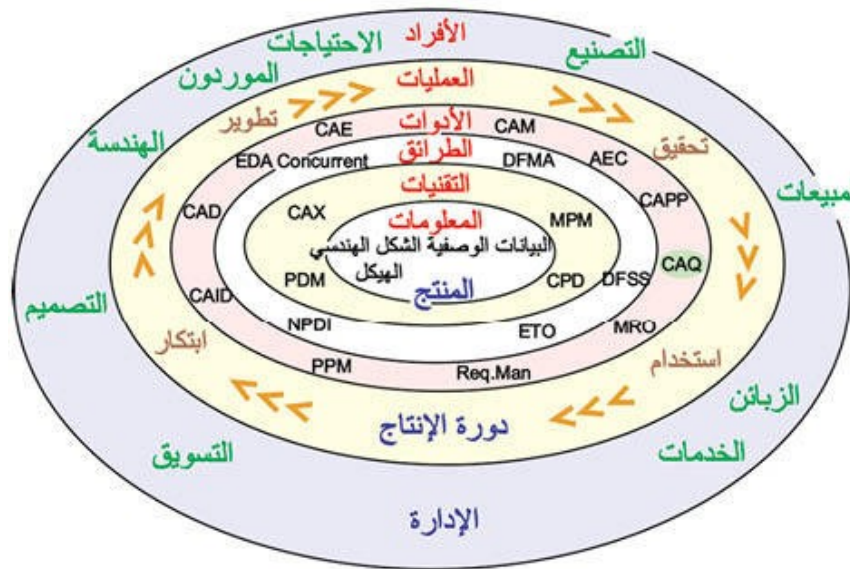 الأفراد
التصنيع
الاحتياجات
الموردون
العمليات
تطوير
الأدوات
CAM
CAE
تحقيق
الهندسة
الطرائق
EDA Concurrent
DFMA
AEC
التقنيات
مبيعات
CAPP
CAD
CAX
المعلومات
MPM
البيانات الوصفية الشكل الهندسي
الهيكل
CAQ
PDM
المنتج
CPD
DFSS
CAID
التصميم
NPDI
ETO
MRO
ابتكار
استخدام
PPM
Req.Man
الزبائن
دورة الإنتاج
التسويق
الخدمات
الإدارة